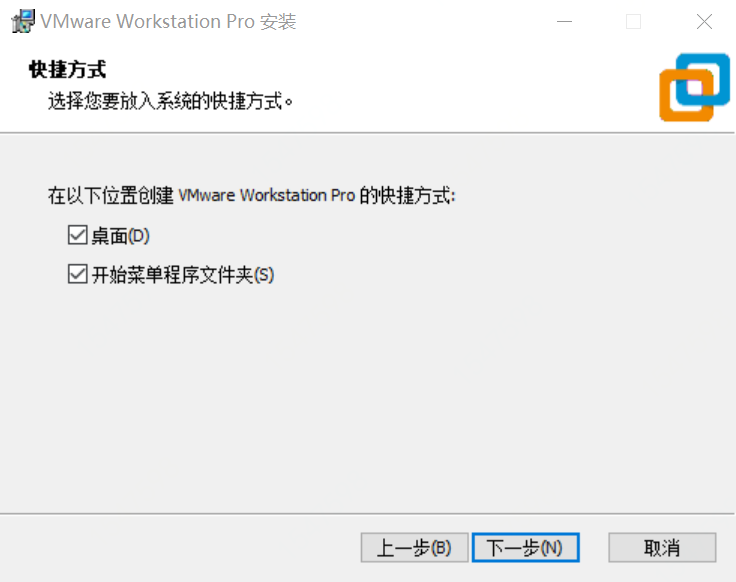 VMware Workstation Pro 安装
快捷方式
选择您要放入系统的快捷方式。
在以下位置创建 VMware Workstation Pro 的快捷方式:
桌面(D)
开始菜单程序文件夹(S)
上一步(B) 下一步(N) 取消